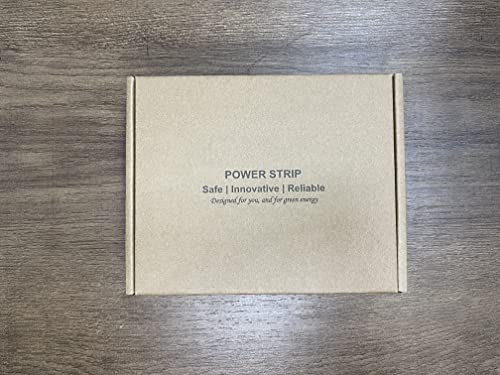 POWER STRIP
Safe | Innovative | Reliable
Designed for you, and for green energy